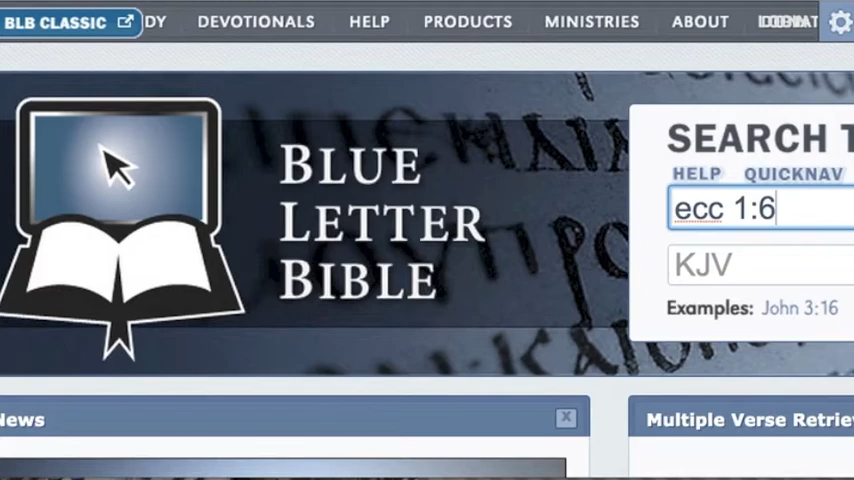 BLB CLASSIC DY DEVOTIONALS HELP PRODUCTS MINISTRIES ABOUT
BLUE
LETTER
BIBLE
SEARCH T
HELP QUICKNAV
ecc 1:6
KJV
Examples: John 3:16
News X
Multiple Verse Retrie